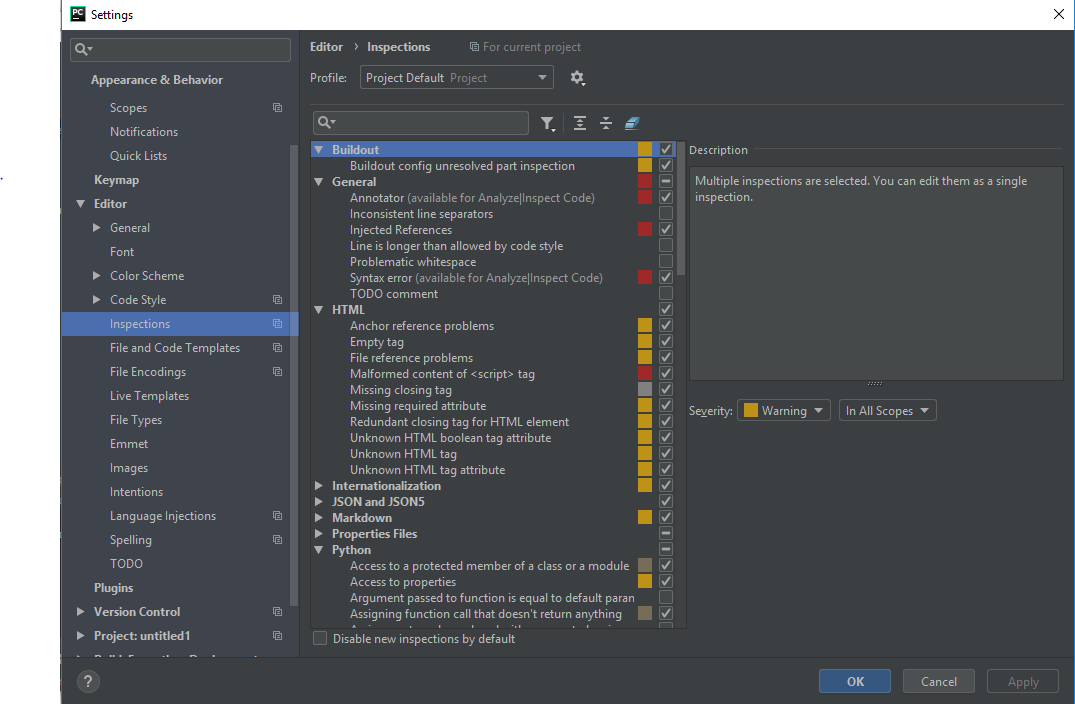 PC Settings
Appearance & Behavior
Scopes
Notifications
Quick Lists
Keymap
Editor
General
Font
Color Scheme
Code Style
Inspections
File and Code Templates
File Encodings
Live Templates
File Types
Emmet
Images
Intentions
Language Injections
Spelling
TODO
Plugins
Version Control
Project: untitled1
Editor › Inspections For current project
Profile: Project Default Project
Buildout
Buildout config unresolved part inspection
General
Annotator (available for Analyze|Inspect Code)
Inconsistent line separators
Injected References
Line is longer than allowed by code style
Problematic whitespace
Syntax error (available for Analyze|Inspect Code)
TODO comment
HTML
Anchor reference problems
Empty tag
File reference problems
Malformed content of <script> tag
Missing closing tag
Missing required attribute
Redundant closing tag for HTML element
Unknown HTML boolean tag attribute
Unknown HTML tag
Unknown HTML tag attribute
Internationalization
JSON and JSON5
Markdown
Properties Files
Python
Access to a protected member of a class or a module
Access to properties
Argument passed to function is equal to default param
Assigning function call that doesn't return anything
Disable new inspections by default
Description
Multiple inspections are selected. You can edit them as a single
inspection.
Severity: Warning In All Scopes
? OK Cancel Apply